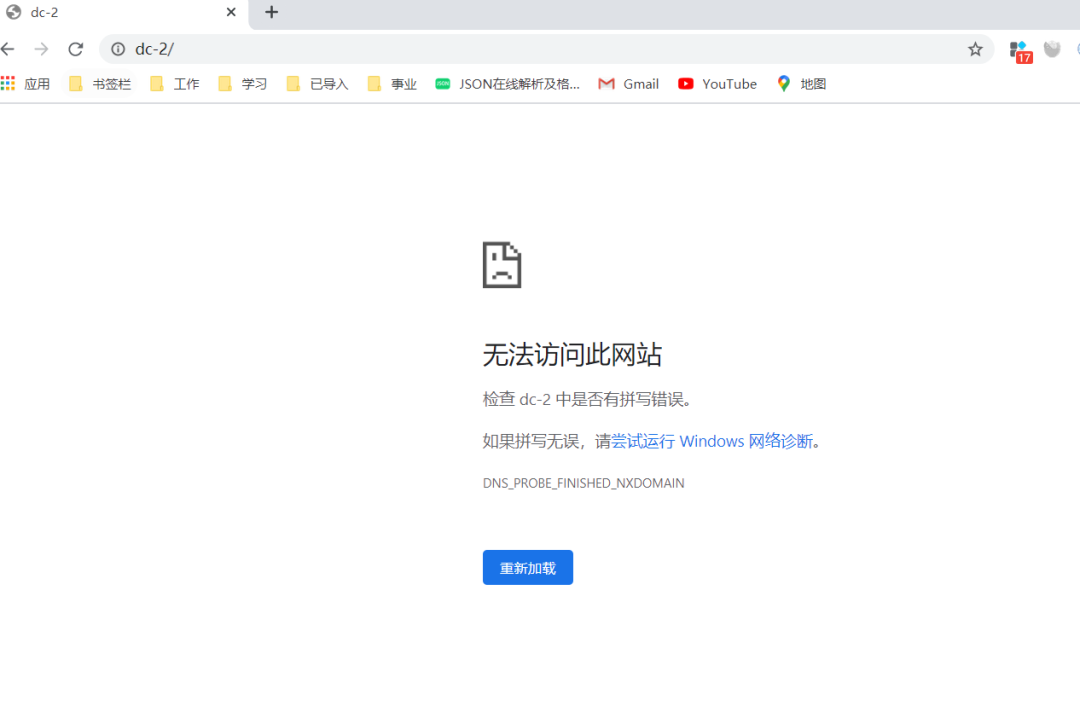 dc-2
dc-2/
17
应用 书签栏 工作 学习 已导入 事业 JSON JSON在线解析及格... Gmail YouTube 地图
无法访问此网站
检查 dc-2 中是否有拼写错误。
如果拼写无误，请尝试运行 Windows 网络诊断。
DNS_PROBE_FINISHED_NXDOMAIN
重新加载